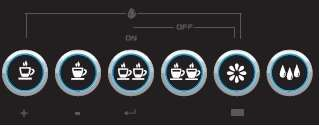 OFF
ON
+ - ↵